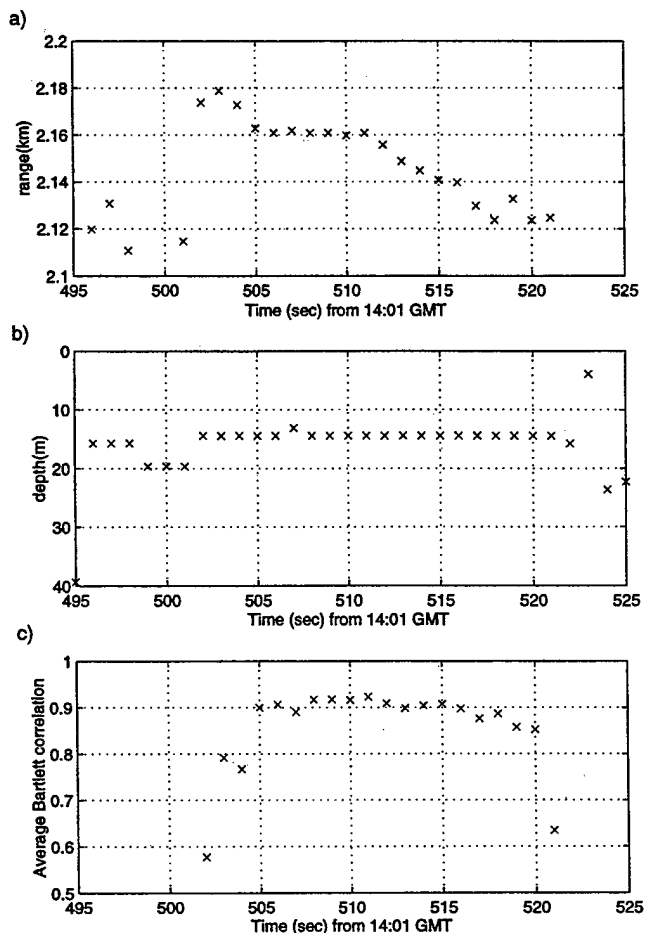 a)
2.2
2.18
2.16
2.14
2.12
2.1
range(km)
495 500 505 510 515 520 525
Time (sec) from 14:01 GMT
b)
0
10
20
30
40
depth(m)
495 500 505 510 515 520 525
Time (sec) from 14:01 GMT
c)
1
0.9
0.8
0.7
0.6
0.5
Average Bartlett correlation
495 500 505 510 515 520 525
Time (sec) from 14:01 GMT